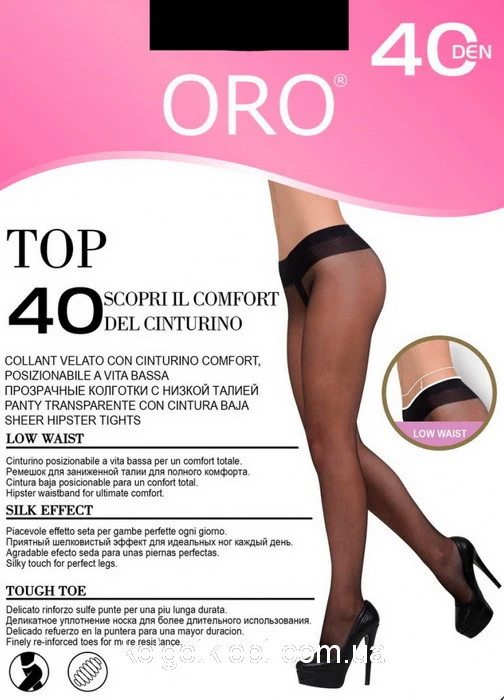 40 DEN
ORO®
TOP
40 SCOPRI IL COMFORT
DEL CINTURINO
COLLANT VELATO CON CINTURINO COMFORT,
POSIZIONABILE A VITA BASSA
ПРОЗРАЧНЫЕ КОЛГОТКИ С НИЗКОЙ ТАЛИЕЙ
PANTY TRANSPARENTE CON CINTURA BAJA
SHEER HIPSTER TIGHTS
LOW WAIST
LOW WAIST
Cinturino posizionabile a vita bassa per un comfort totale.
Ремешок для заниженной талии для полного комфорта.
Cintura baja posicionable para un confort total.
Hipster waistband for ultimate comfort.
SILK EFFECT
Piacevole effetto seta per gambe perfette ogni giorno.
Приятный шелковистый эффект для идеальных ног каждый день.
Agradable efecto seda para unas piernas perfectas.
Silky touch for perfect legs.
TOUGH TOE
Delicato rinforzo sulfe punte per una piu lunga durata.
Деликатное уплотнение носка для более длительного использования.
Delicado refuerzo en la puntera para una mayor duracion.
Finely re-inforced toes for more resistance.